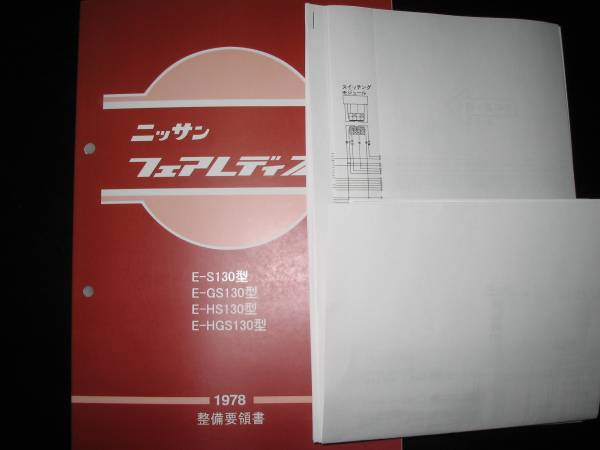 ニッサン
フェアレディZ
E-S130型
E-GS130型
E-HS130型
E-HGS130型
1978
整備要領書
スイッチング
モジュール